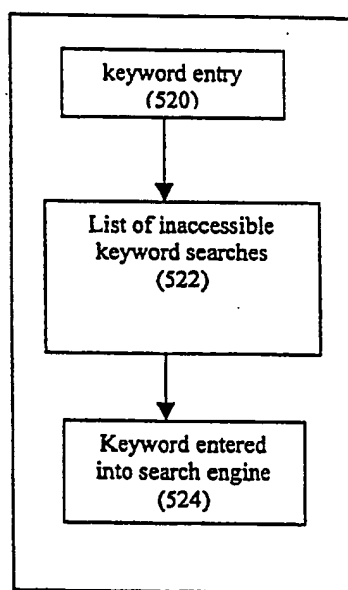 keyword entry
(520)
List of inaccessible
keyword searches
(522)
Keyword entered
into search engine
(524)